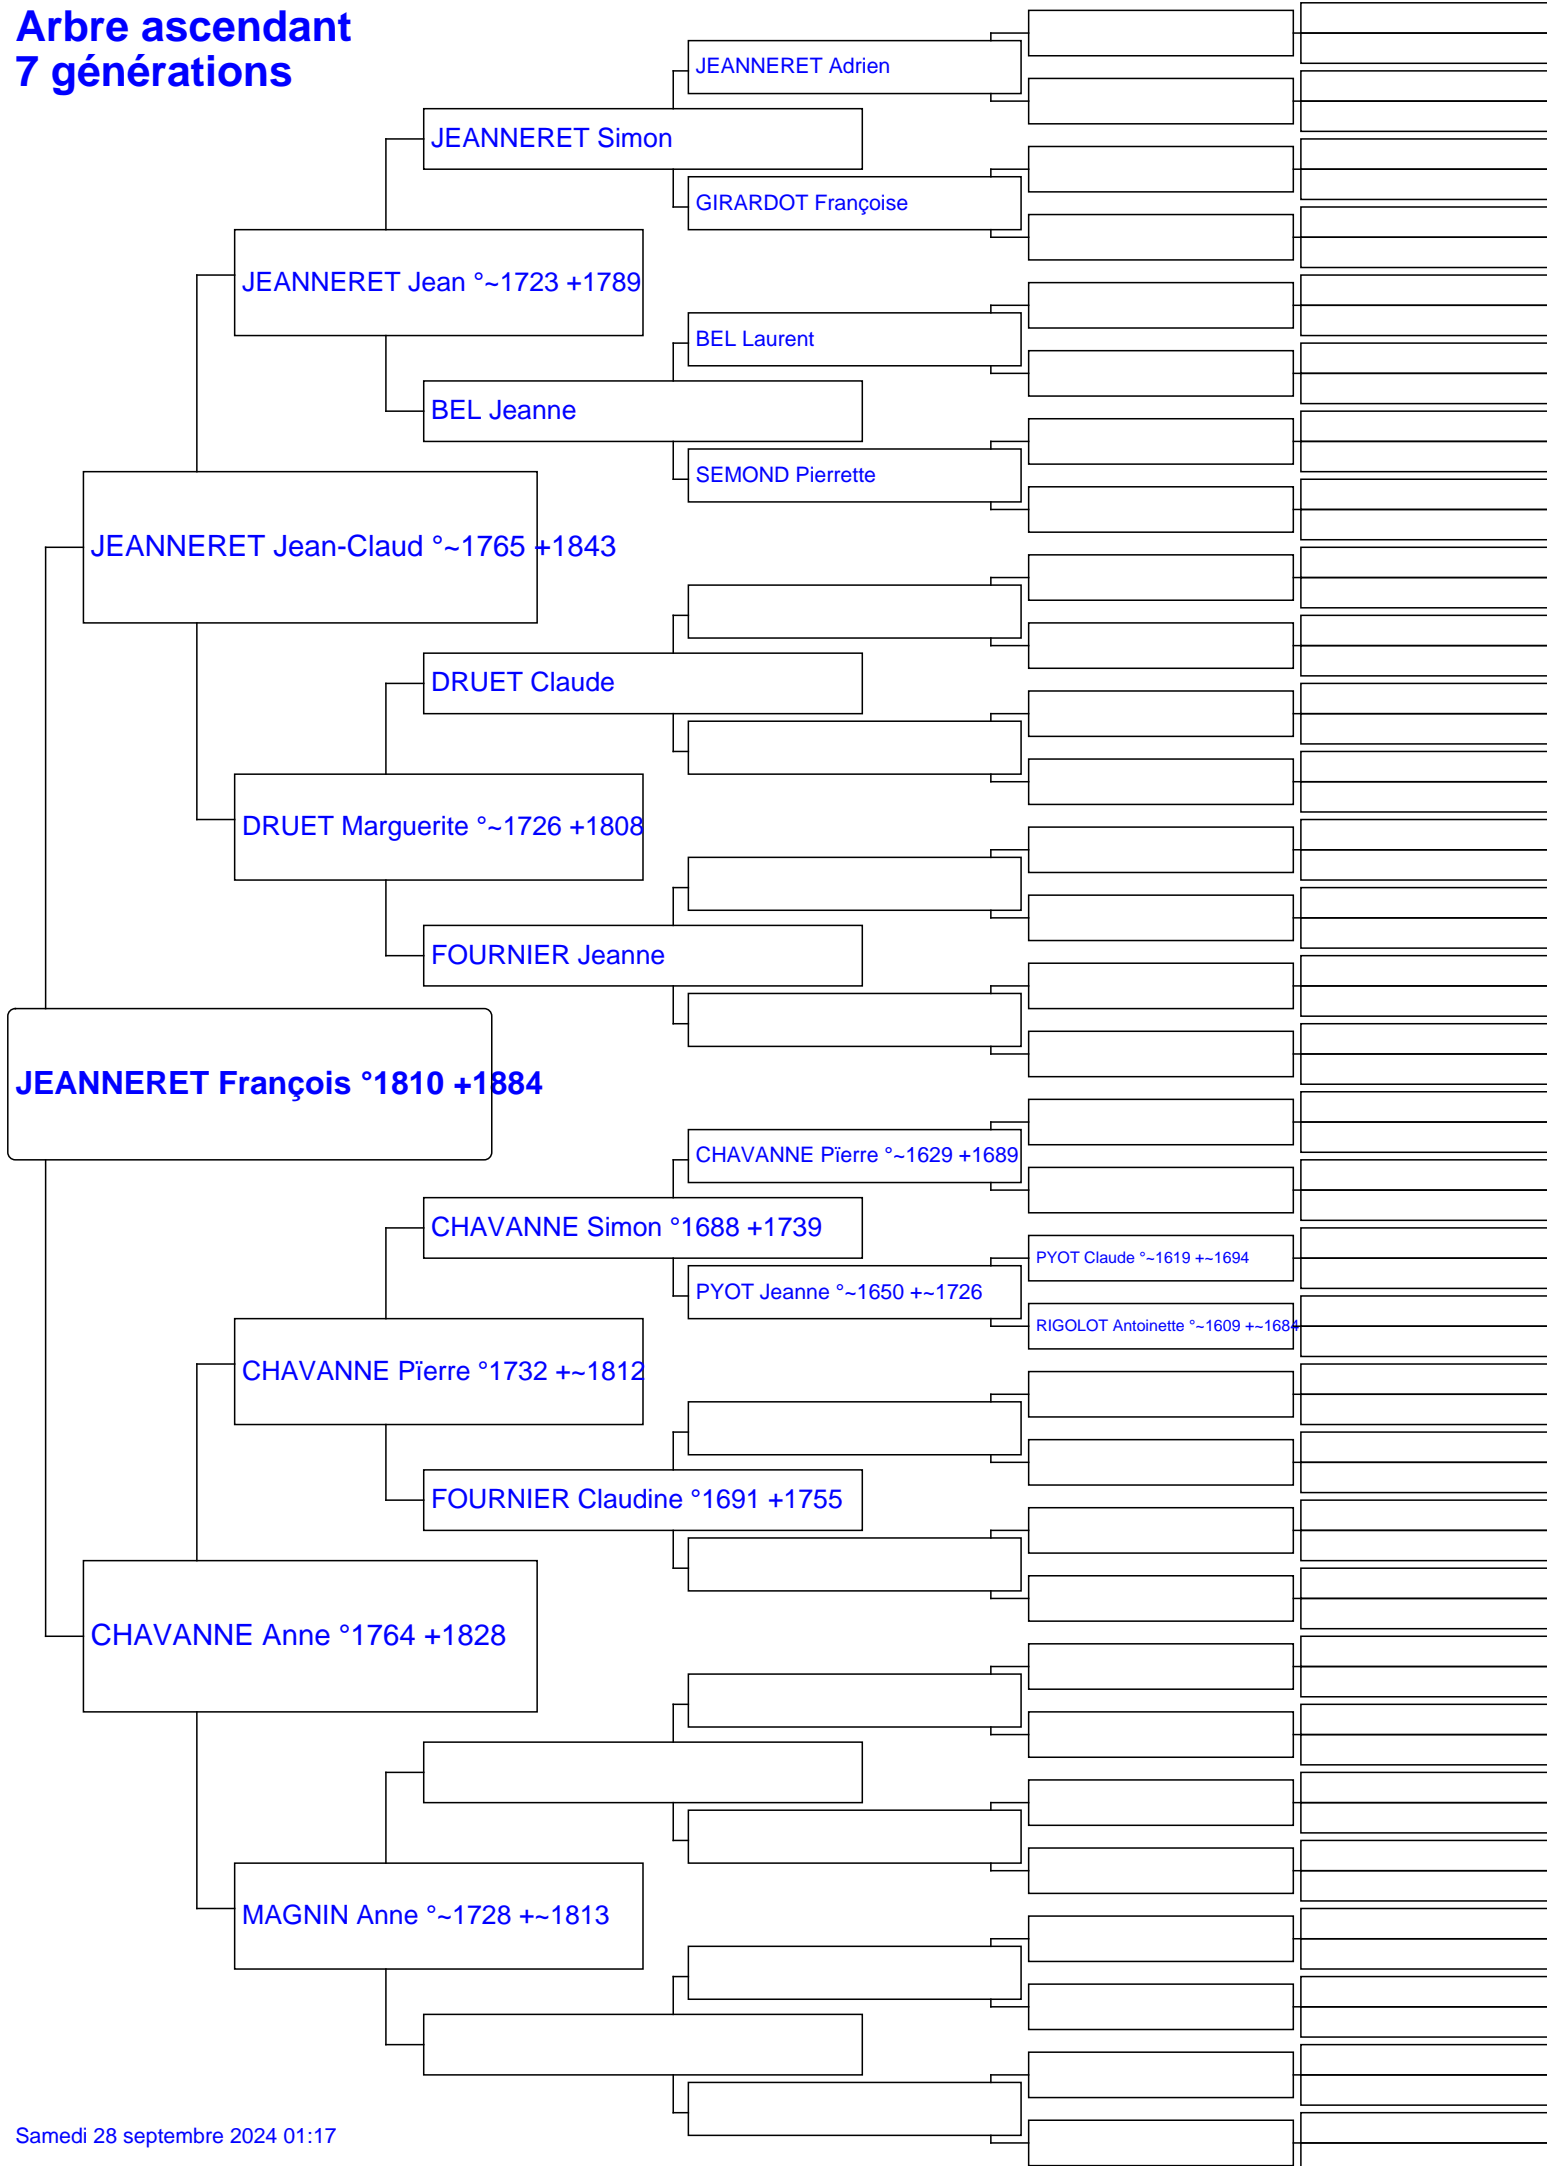 Arbre ascendant
7 générations
JEANNERET Adrien
JEANNERET Simon
GIRARDOT Françoise
JEANNERET Jean °~1723 +1789
BEL Laurent
BEL Jeanne
SEMOND Pierrette
JEANNERET Jean-Claud °~1765 +1843
DRUET Claude
DRUET Marguerite °~1726 +1808
FOURNIER Jeanne
JEANNERET François °1810 +1884
CHAVANNE Pïerre °~1629 +1689
CHAVANNE Simon °1688 +1739
PYOT Claude °~1619 +~1694
PYOT Jeanne °~1650 +~1726
RIGOLOT Antoinette °~1609 +~1684
CHAVANNE Pïerre °1732 +~1812
FOURNIER Claudine °1691 +1755
CHAVANNE Anne °1764 +1828
MAGNIN Anne °~1728 +~1813
Samedi 28 septembre 2024 01:17